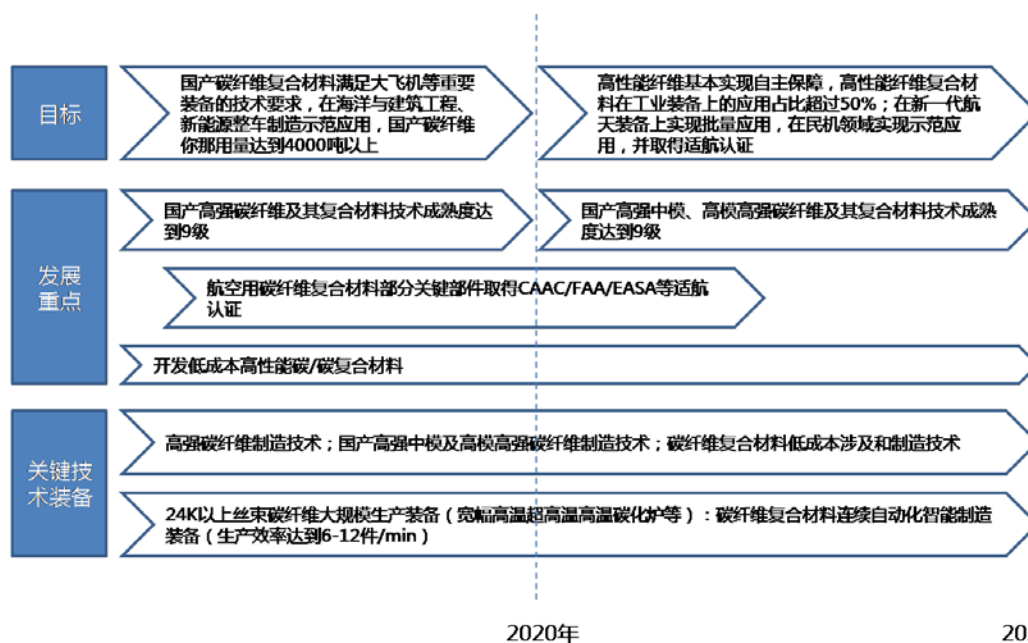 目标
国产碳纤维复合材料满足大飞机等重要
装备的技术要求，在海洋与建筑工程、
新能源整车制造示范应用，国产碳纤维
你那用量达到4000吨以上
高性能纤维基本实现自主保障，高性能纤维复合材
料在工业装备上的应用占比超过50%；在新一代航
天装备上实现批量应用，在民机领域实现示范应
用，并取得适航认证
发展
重点
国产高强碳纤维及其复合材料技术成熟度达
到9级
国产高强中模、高模高强碳纤维及其复合材料技术成熟
度达到9级
航空用碳纤维复合材料部分关键部件取得CAAC/FAA/EASA等适航
认证
开发低成本高性能碳/碳复合材料
关键技
术装备
高强碳纤维制造技术；国产高强中模及高模高强碳纤维制造技术；碳纤维复合材料低成本涉及和制造技术
24K以上丝束碳纤维大规模生产装备（宽幅高温超高温高温碳化炉等）：碳纤维复合材料连续自动化智能制造
装备（生产效率达到6-12件/min）
2020年
20